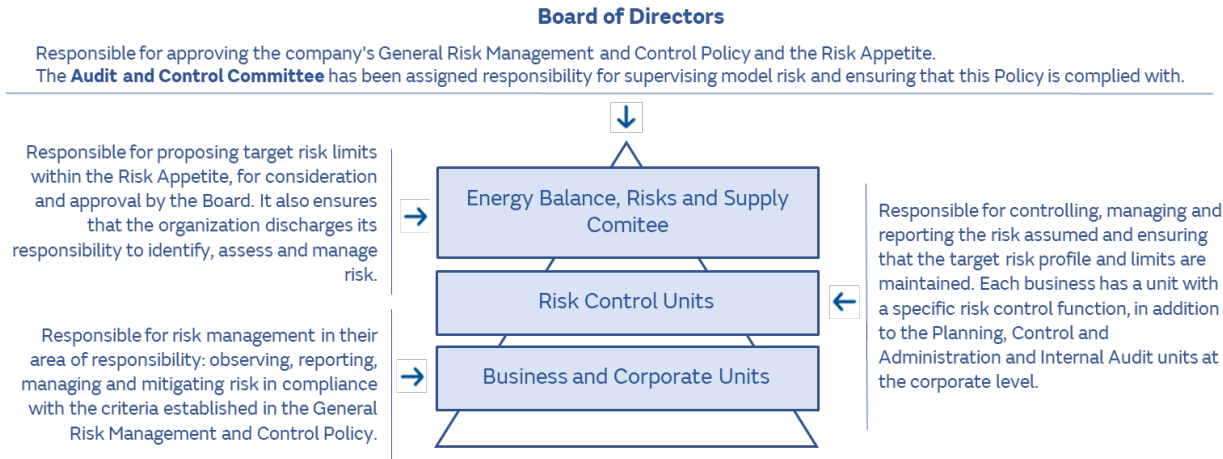 Board of Directors
Responsible for approving the company's General Risk Management and Control Policy and the Risk Appetite.
The Audit and Control Committee has been assigned responsibility for supervising model risk and ensuring that this Policy is complied with.
Responsible for proposing target risk limits
within the Risk Appetite, for consideration
and approval by the Board. It also ensures
that the organization discharges its
responsibility to identify, assess and manage
risk.
Energy Balance, Risks and Supply
Comitee
Risk Control Units
Responsible for controlling, managing and
reporting the risk assumed and ensuring
that the target risk profile and limits are
maintained. Each business has a unit with
a specific risk control function, in addition
to the Planning, Control and
Administration and Internal Audit units at
the corporate level.
Responsible for risk management in their
area of responsibility: observing, reporting,
managing and mitigating risk in compliance
with the criteria established in the General
Risk Management and Control Policy.
Business and Corporate Units